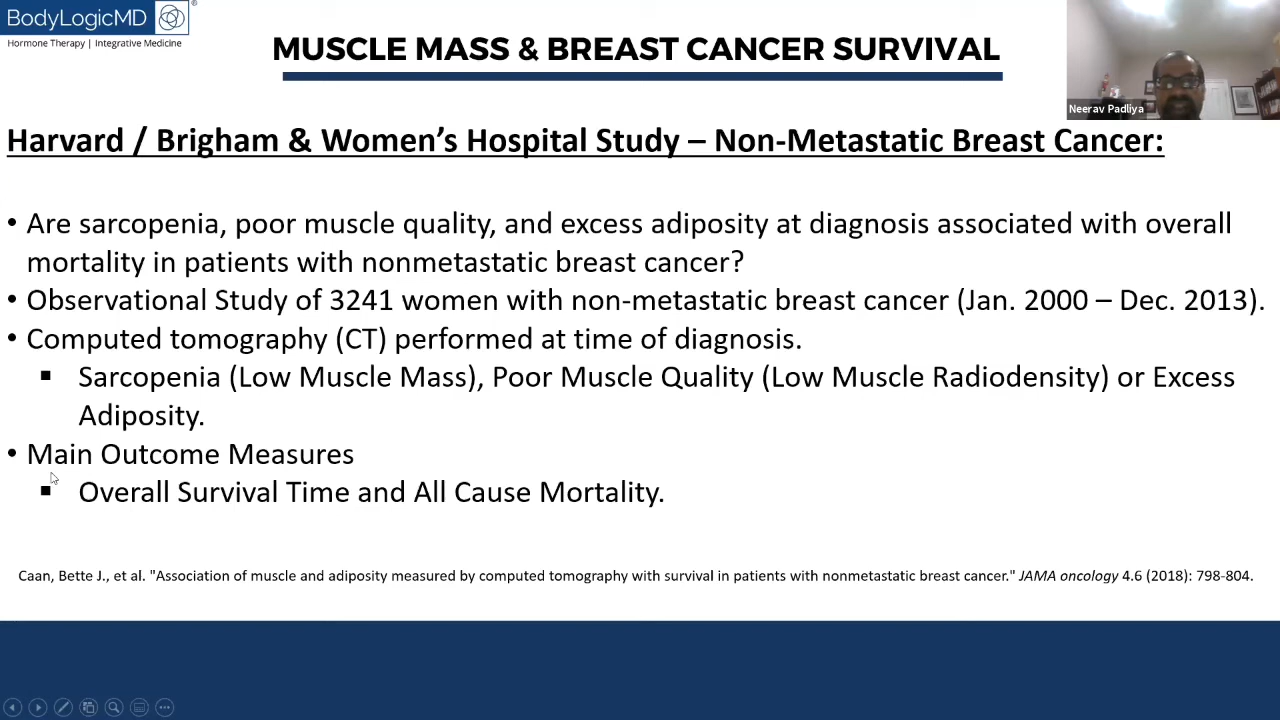 BodyLogicMD
®
Hormone Therapy | Integrative Medicine
MUSCLE MASS & BREAST CANCER SURVIVAL
Neerav Padliya
Harvard / Brigham & Women’s Hospital Study – Non-Metastatic Breast Cancer:
• Are sarcopenia, poor muscle quality, and excess adiposity at diagnosis associated with overall
mortality in patients with nonmetastatic breast cancer?
• Observational Study of 3241 women with non-metastatic breast cancer (Jan. 2000 – Dec. 2013).
• Computed tomography (CT) performed at time of diagnosis.
▪ Sarcopenia (Low Muscle Mass), Poor Muscle Quality (Low Muscle Radiodensity) or Excess
Adiposity.
• Main Outcome Measures
▪ Overall Survival Time and All Cause Mortality.
Caan, Bette J., et al. "Association of muscle and adiposity measured by computed tomography with survival in patients with nonmetastatic breast cancer." JAMA oncology 4.6 (2018): 798-804.